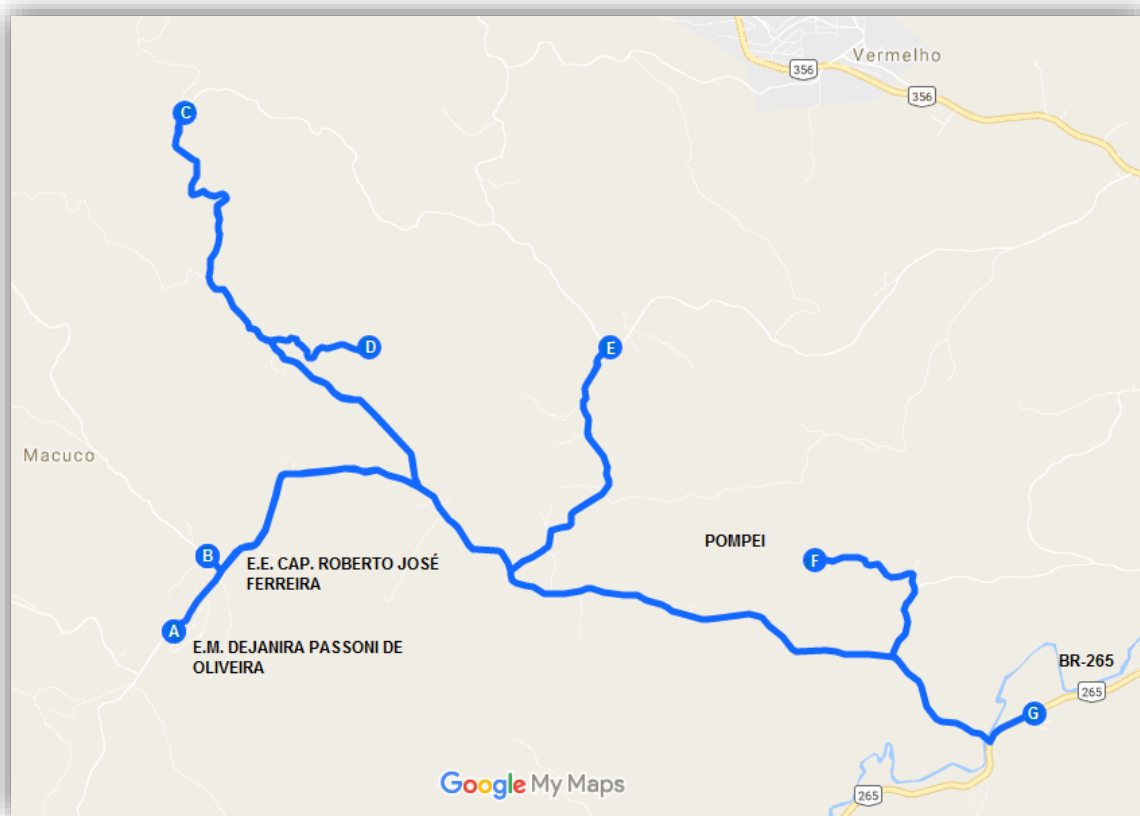 Vermelho
356
356
C
D
E
Macuco
B
E.E. CAP. ROBERTO JOSÉ
FERREIRA
POMPEI
F
A
E.M. DEJANIRA PASSONI DE
OLIVEIRA
BR-265
265
G
265
Google My Maps